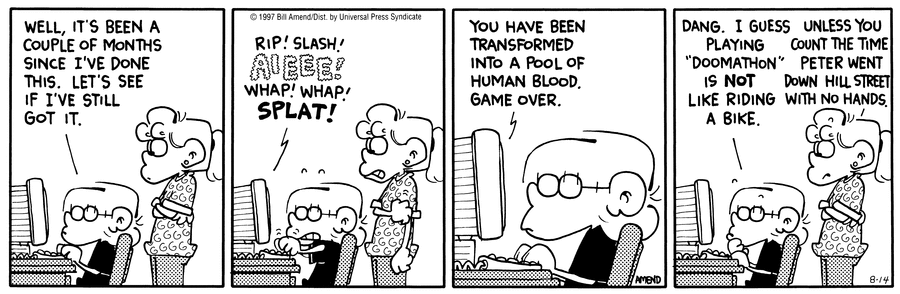 WELL, IT'S BEEN A
COUPLE OF MONTHS
SINCE I'VE DONE
THIS. LET'S SEE
IF I'VE STILL
GOT IT.
© 1997 Bill Amend/Dist. by Universal Press Syndicate
RIP! SLASH!
AIEEE!
WHAP! WHAP!
SPLAT!
YOU HAVE BEEN
TRANSFORMED
INTO A POOL OF
HUMAN BLOOD.
GAME OVER.
AMEND
DANG. I GUESS
PLAYING
"DOOMATHON"
IS NOT
LIKE RIDING
A BIKE.
UNLESS YOU
COUNT THE TIME
PETER WENT
DOWN HILL STREET
WITH NO HANDS.
8-14